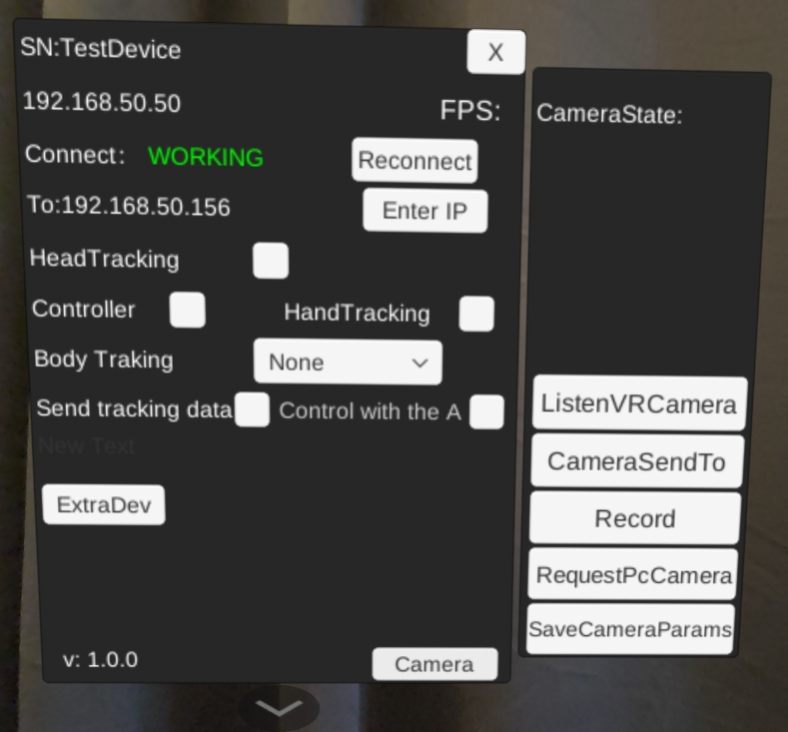 SN:TestDevice
X
192.168.50.50
FPS:
Connect: WORKING
Reconnect
To:192.168.50.156
Enter IP
HeadTracking
Controller
HandTracking
Body Traking
None
Send tracking data
Control with the A
New Text
ExtraDev
v: 1.0.0
Camera
CameraState:
ListenVRCamera
CameraSendTo
Record
RequestPcCamera
SaveCameraParams